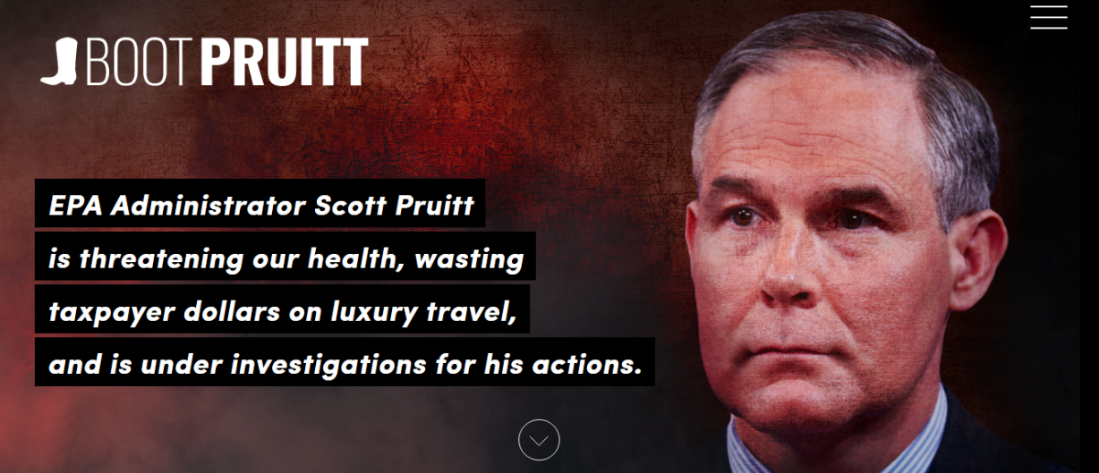 BOOT PRUITT
EPA Administrator Scott Pruitt
is threatening our health, wasting
taxpayer dollars on luxury travel,
and is under investigations for his actions.